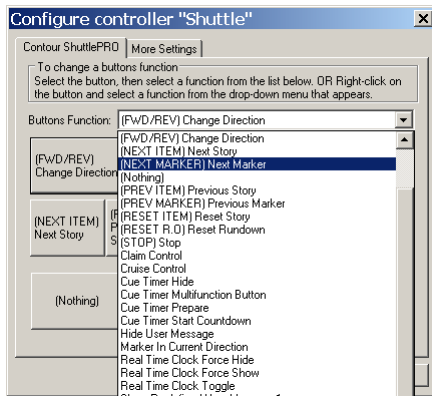 Configure controller "Shuttle"
Contour ShuttlePRO
More Settings
To change a buttons function
Select the button, then select a function from the list below. OR Right-click on
the button and select a function from the drop-down menu that appears.
Buttons Function:
(FWD/REV) Change Direction
(FWD/REV) Change Direction
(NEXT ITEM) Next Story
(NEXT MARKER) Next Marker
(Nothing)
(PREV ITEM) Previous Story
(PREV MARKER) Previous Marker
(RESET ITEM) Reset Story
(RESET R.O) Reset Rundown
(STOP) Stop
Claim Control
Cruise Control
Cue Timer Hide
Cue Timer Multifunction Button
Cue Timer Prepare
Cue Timer Start Countdown
Hide User Message
Marker In Current Direction
Real Time Clock Force Hide
Real Time Clock Force Show
Real Time Clock Toggle
(FWD/REV)
Change Direction
(NEXT ITEM)
Next Story
(Nothing)